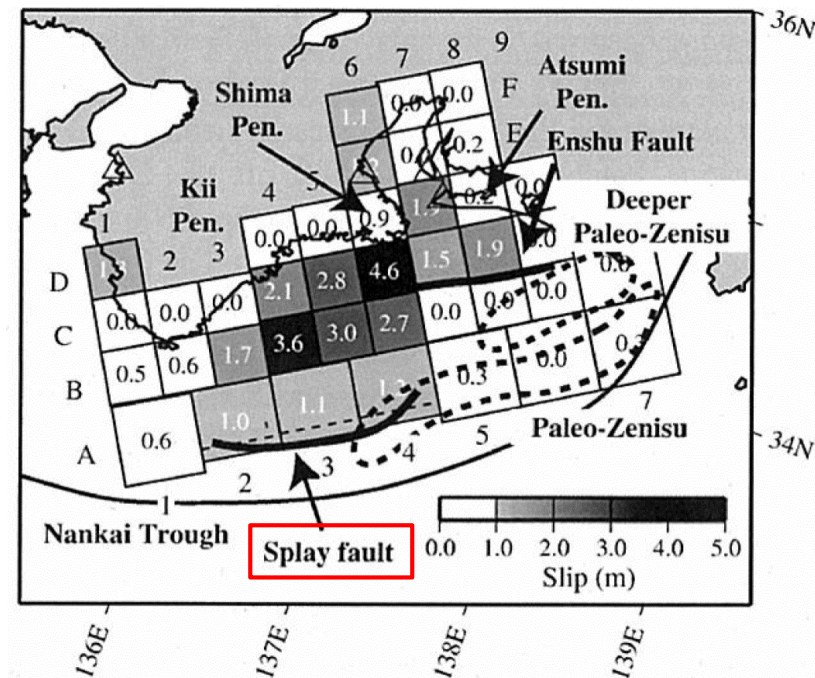 36N
9
8
7
6
Shima
Pen.
Atsumi
Pen.
Enshu Fault
0.0 0.0 F
1.1
0.2 E
Kii
Pen.
4 5
0.0 0.0 0.9 1.9 0.2 0.0
Deeper
Paleo-Zenisu
1 2 3
D 2.1 2.8 4.6 1.5 1.9 0.0 0.0
0.0 0.0 0.0
C 3.6 3.0 2.7 0.0 0.0 0.0
0.5 0.6 1.7
B 0.3 0.0 0.3
1.0 1.1
A 0.6
7
Paleo-Zenisu
34N
1 2 3 4 5
Nankai Trough
Splay fault
0.0 1.0 2.0 3.0 4.0 5.0
Slip (m)
136E 137E 138E 139E